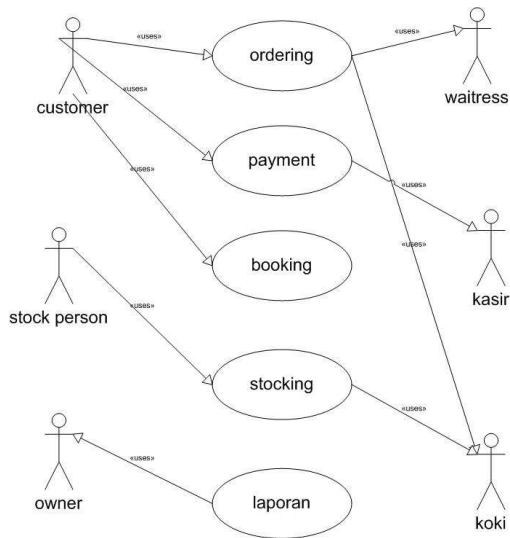 «uses»
ordering
«uses»
customer
waitress
«uses»
payment
«uses»
«uses»
booking
kasir
«uses»
stock person
«uses»
stocking
«uses»
«uses»
owner
laporan
koki